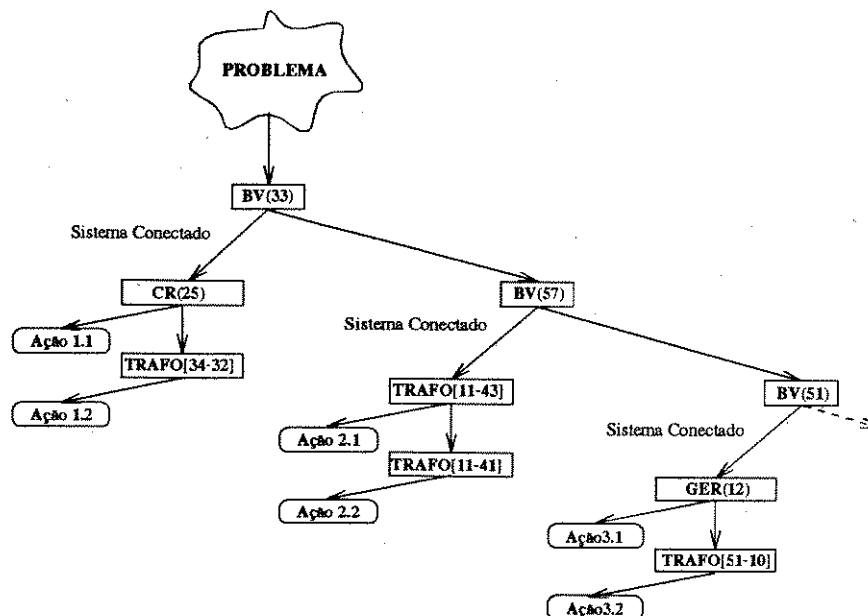 PROBLEMA
BV(33)
Sistema Conectado
CR(25)
BV(57)
Sistema Conectado
Ação 1.1
TRAFO[34-32]
TRAFO[11-43]
BV(51)
Ação 1.2
Ação 2.1
Sistema Conectado
TRAFO[11-41]
GER(12)
Ação 2.2
Ação3.1
TRAFO[51-10]
Ação3.2